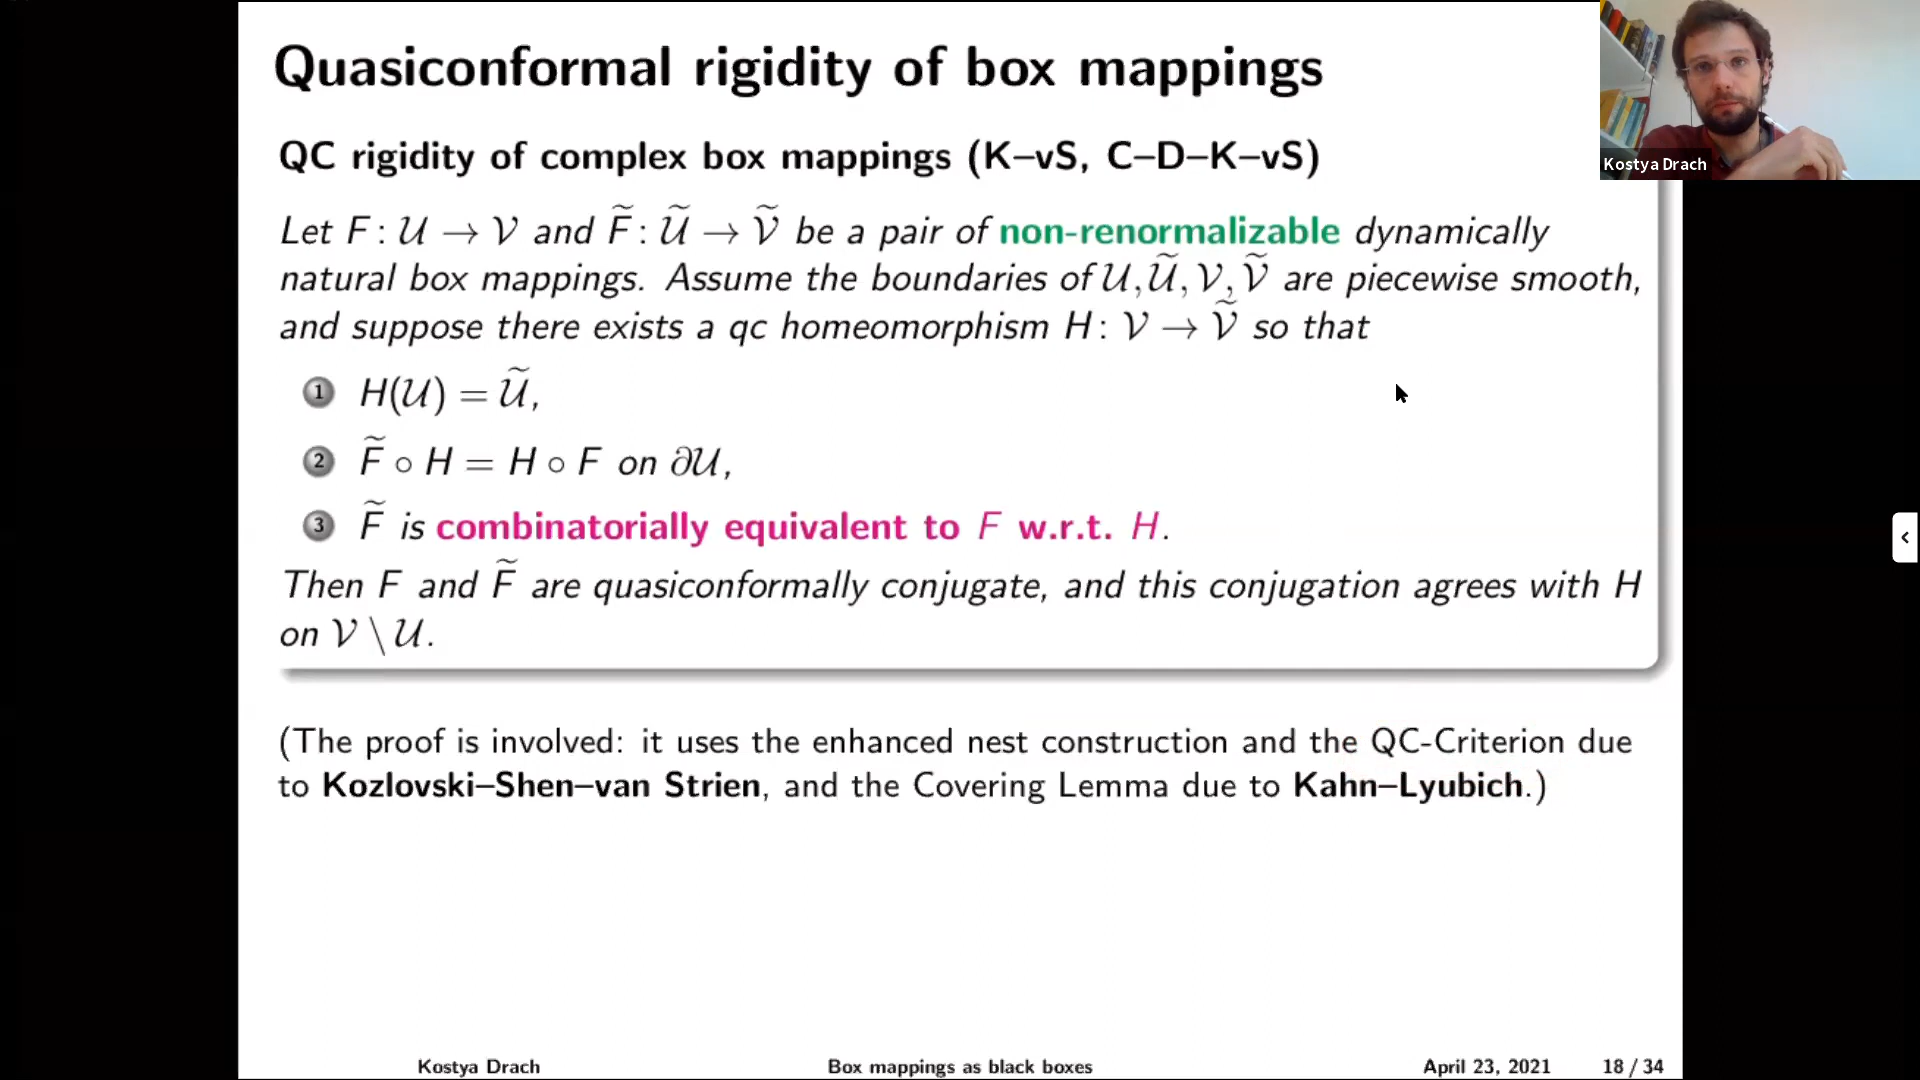 Quasiconformal rigidity of box mappings
Kostya Drach
QC rigidity of complex box mappings (K–vS, C–D–K–vS)
Let F: 𝒰 → 𝒱 and F̃: 𝒰̃ → 𝒱̃ be a pair of non-renormalizable dynamically
natural box mappings. Assume the boundaries of 𝒰, 𝒰̃, 𝒱, 𝒱̃ are piecewise smooth,
and suppose there exists a qc homeomorphism H: 𝒱 → 𝒱̃ so that
1 H(𝒰) = 𝒰̃,
2 F̃ ∘ H = H ∘ F on ∂𝒰,
3 F̃ is combinatorially equivalent to F w.r.t. H.
Then F and F̃ are quasiconformally conjugate, and this conjugation agrees with H
on 𝒱 \ 𝒰.
(The proof is involved: it uses the enhanced nest construction and the QC-Criterion due
to Kozlovski–Shen–van Strien, and the Covering Lemma due to Kahn–Lyubich.)
Kostya Drach Box mappings as black boxes April 23, 2021 18 / 34